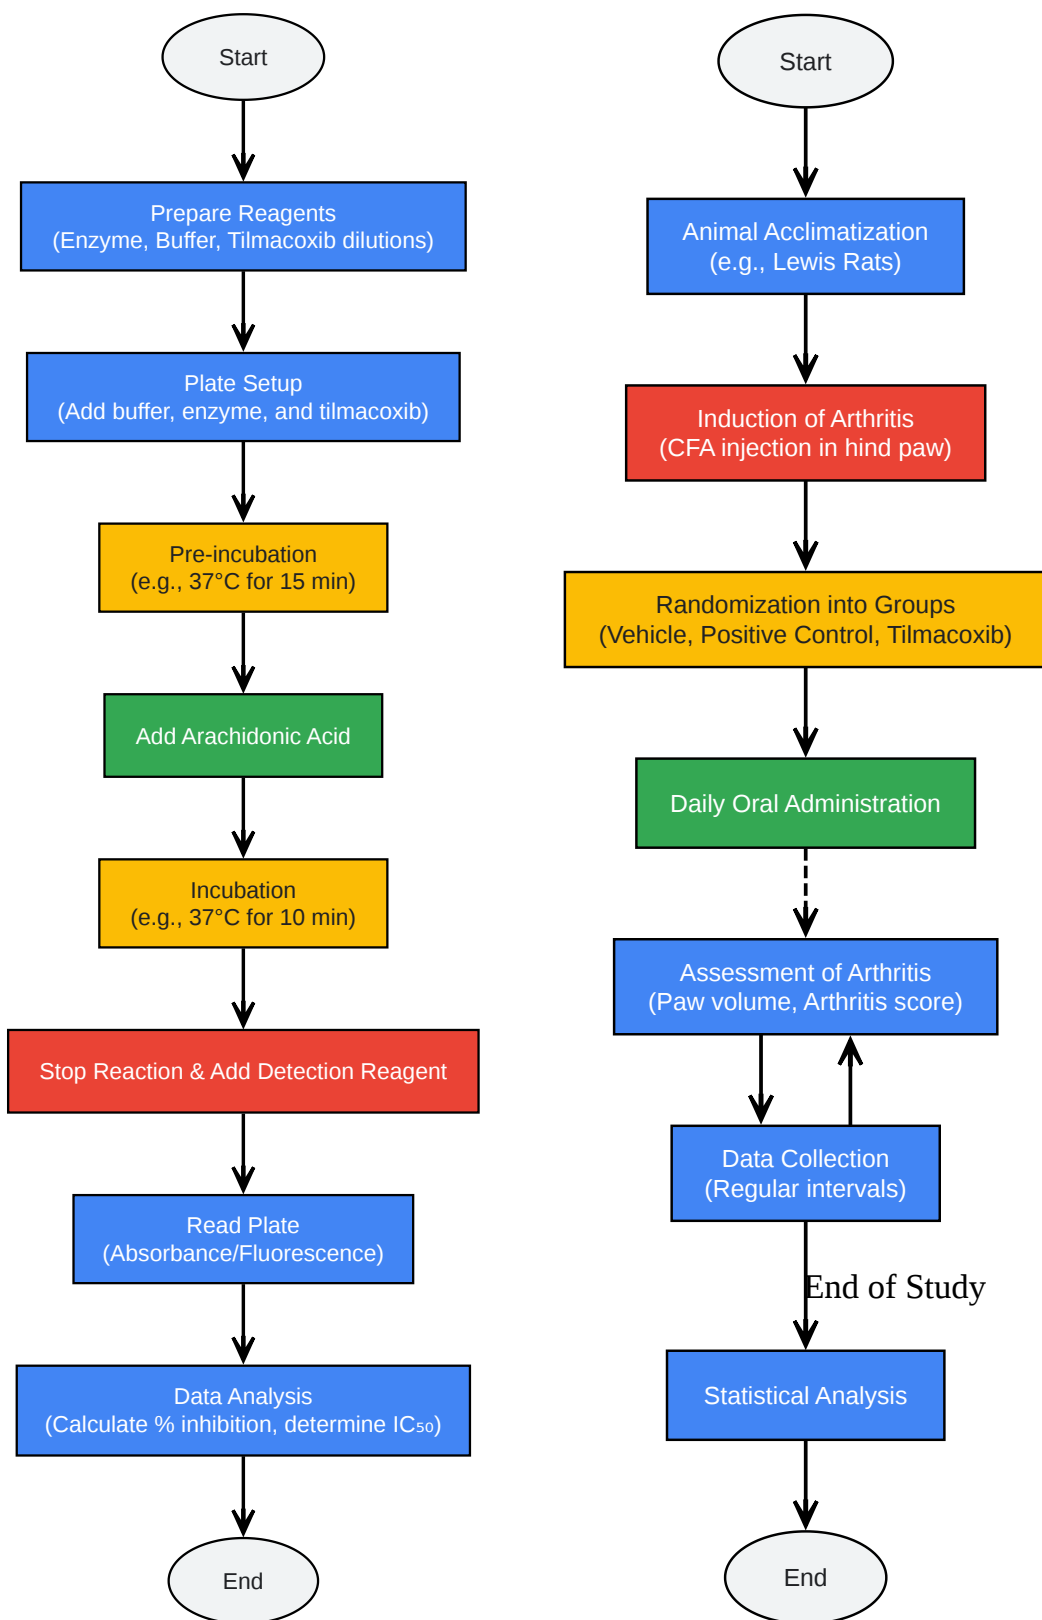 Start
Prepare Reagents
(Enzyme, Buffer, Tilmacoxib dilutions)
Plate Setup
(Add buffer, enzyme, and tilmacoxib)
Pre-incubation
(e.g., 37°C for 15 min)
Add Arachidonic Acid
Incubation
(e.g., 37°C for 10 min)
Stop Reaction & Add Detection Reagent
Read Plate
(Absorbance/Fluorescence)
Data Analysis
(Calculate % inhibition, determine IC₅₀)
End
Start
Animal Acclimatization
(e.g., Lewis Rats)
Induction of Arthritis
(CFA injection in hind paw)
Randomization into Groups
(Vehicle, Positive Control, Tilmacoxib)
Daily Oral Administration
Assessment of Arthritis
(Paw volume, Arthritis score)
Data Collection
(Regular intervals)
End of Study
Statistical Analysis
End